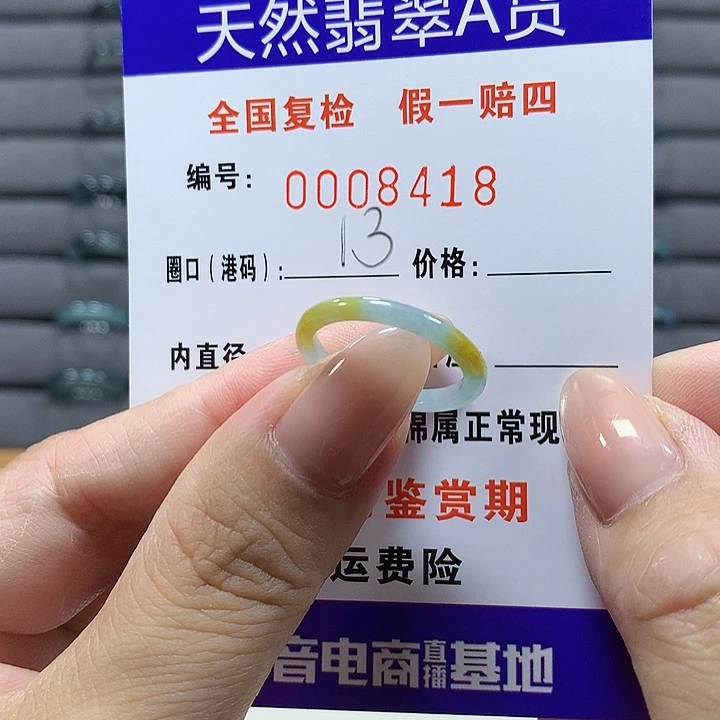 天然翡翠A货
全国复检 假一赔四
编号: 0008418
圈口(港码): 13 价格:
内直径
棉属正常现
鉴赏期
运费险
音电商直播基地